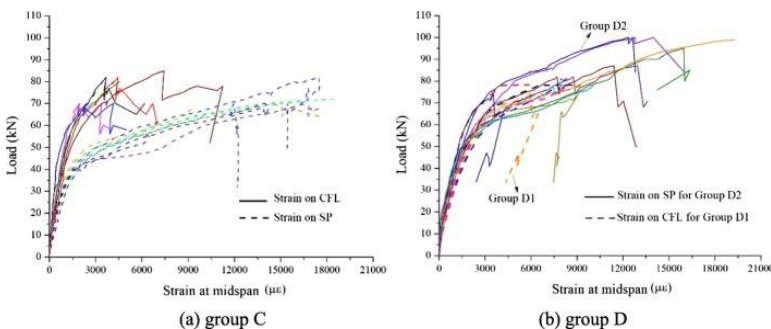 110
100
90
80
70
60
50
40
30
20
10
0
Load (kN)
Strain on CFL
Strain on SP
0 3000 6000 9000 12000 15000 18000 21000
Strain at midspan (με)
(a) group C
110
100
90
80
70
60
50
40
30
20
10
0
Load (kN)
Group D2
Group D1
Strain on SP for Group D2
Strain on CFL for Group D1
0 3000 6000 9000 12000 15000 18000 21000
Strain at midspan (με)
(b) group D